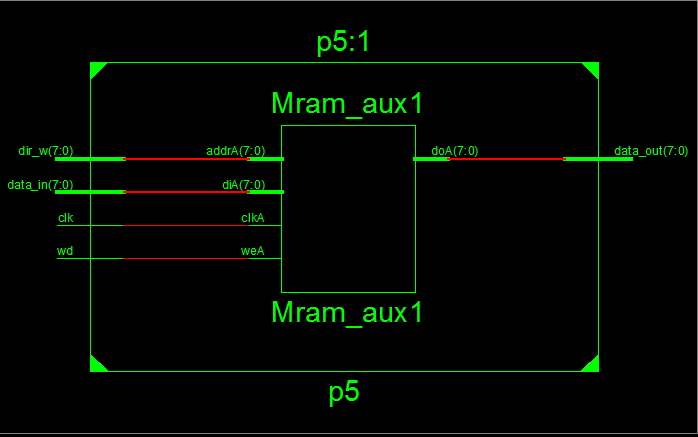 p5:1
Mram_aux1
dir_w(7:0) addrA(7:0) doA(7:0) data_out(7:0)
data_in(7:0) diA(7:0)
clk clkA
wd weA
Mram_aux1
p5